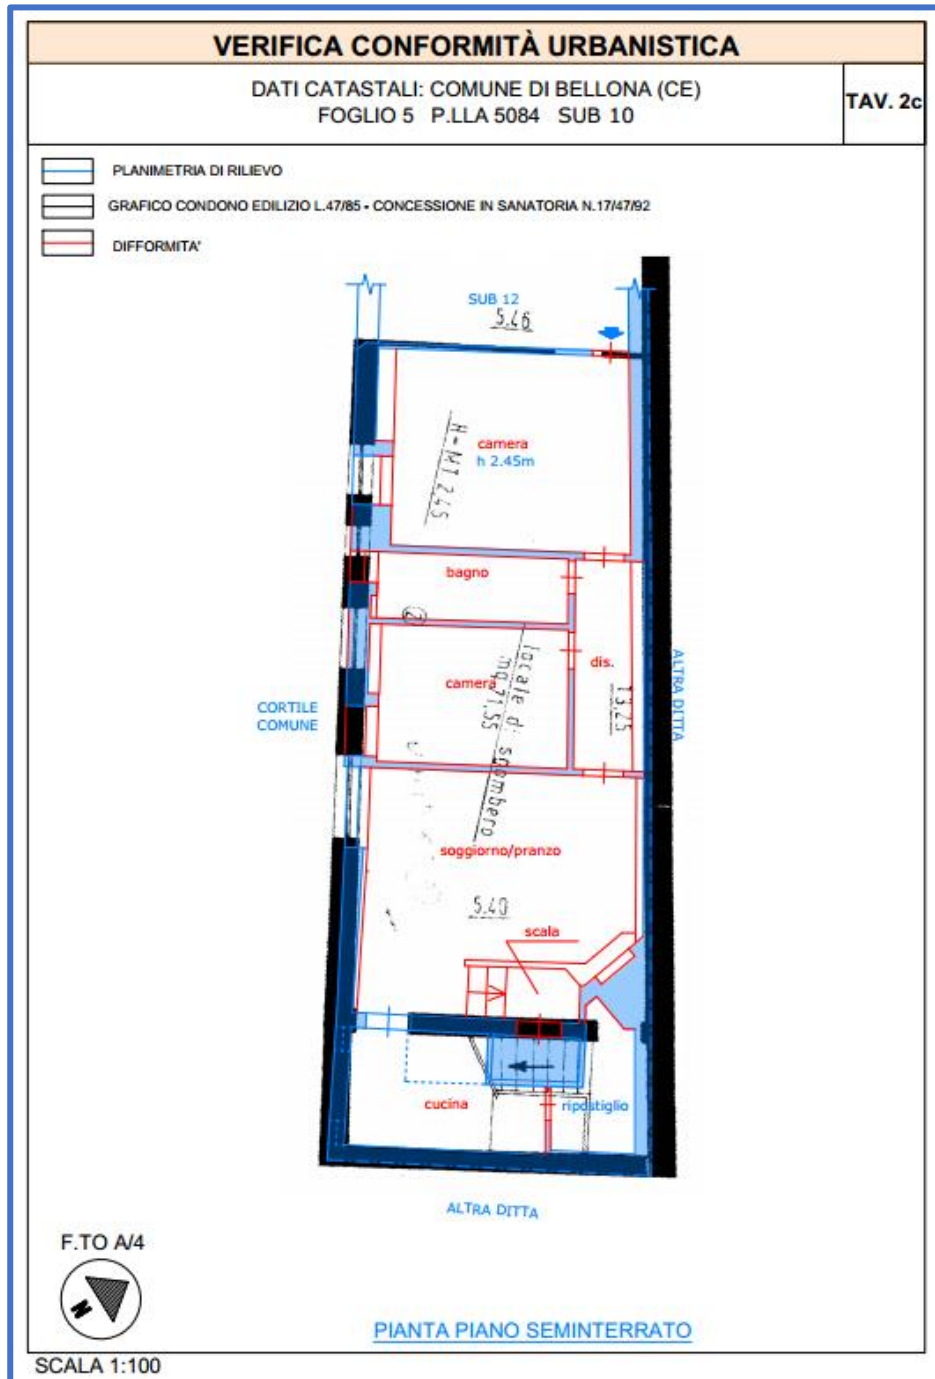 VERIFICA CONFORMITÀ URBANISTICA
DATI CATASTALI: COMUNE DI BELLONA (CE)
FOGLIO 5 P.LLA 5084 SUB 10
TAV. 2c
PLANIMETRIA DI RILIEVO
GRAFICO CONDONO EDILIZIO L.47/85 - CONCESSIONE IN SANATORIA N.17/47/92
DIFFORMITA'
SUB 12
5.46
camera
h 2.45m
H=MT 2.45
bagno
2
camera
locale di sgombero
mq 71.55
dis.
13.25
ALTRA DITTA
CORTILE
COMUNE
soggiorno/pranzo
5.40
scala
cucina
ripostiglio
ALTRA DITTA
F.TO A/4
N
PIANTA PIANO SEMINTERRATO
SCALA 1:100